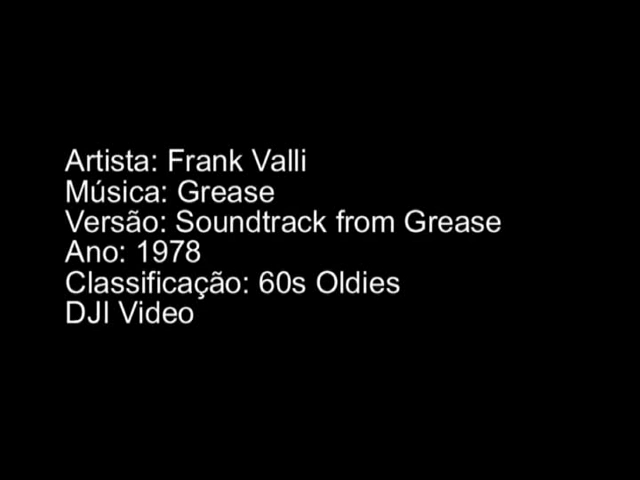 Artista: Frank Valli
Música: Grease
Versão: Soundtrack from Grease
Ano: 1978
Classificação: 60s Oldies
DJI Video